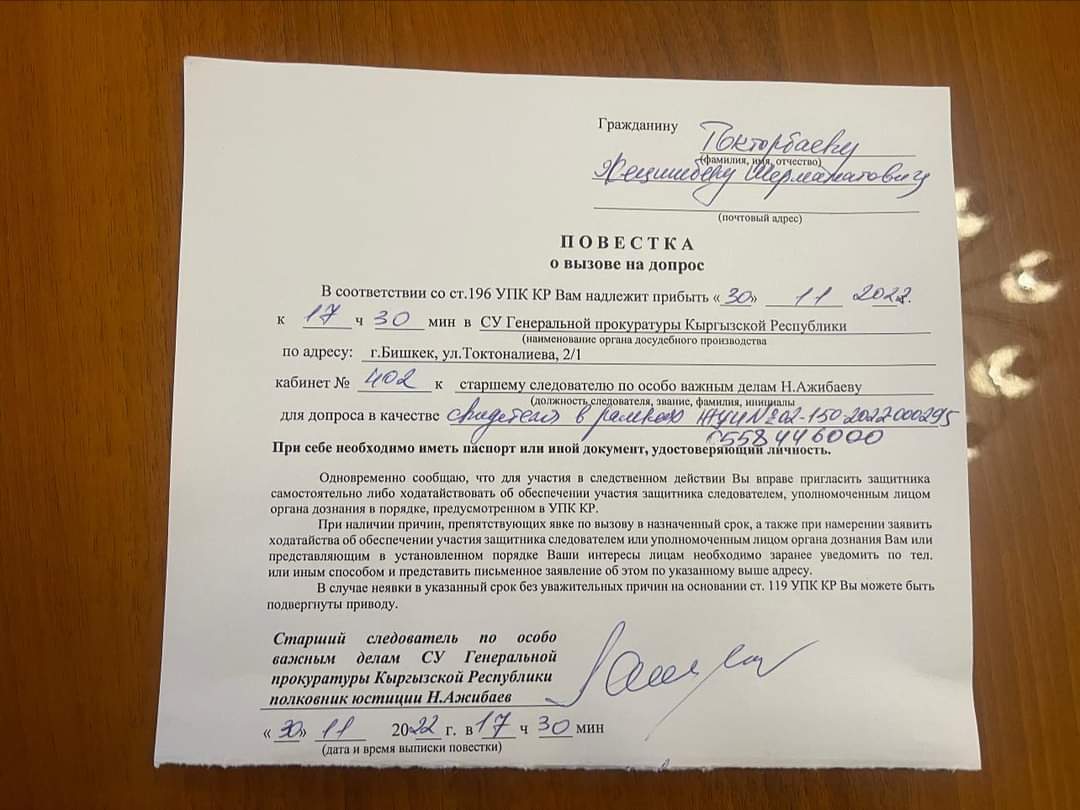 Гражданину Токторбаеву
(фамилия, имя, отчество)
Шерматовичу
(почтовый адрес)
ПОВЕСТКА
о вызове на допрос
В соответствии со ст.196 УПК КР Вам надлежит прибыть «30» 11 2022г.
к 17 ч 30 мин в СУ Генеральной прокуратуры Кыргызской Республики
(наименование органа досудебного производства
по адресу: г.Бишкек, ул.Токтоналиева, 2/1
кабинет № 402 к старшему следователю по особо важным делам Н.Ажибаеву
(должность следователя, звание, фамилия, инициалы
для допроса в качестве свидетеля в рамках №02-150-2022000295
0558446000
При себе необходимо иметь паспорт или иной документ, удостоверяющий личность.
Одновременно сообщаю, что для участия в следственном действии Вы вправе пригласить защитника
самостоятельно либо ходатайствовать об обеспечении участия защитника следователем, уполномоченным лицом
органа дознания в порядке, предусмотренном в УПК КР.
При наличии причин, препятствующих явке по вызову в назначенный срок, а также при намерении заявить
ходатайства об обеспечении участия защитника следователем или уполномоченным лицом органа дознания Вам или
представляющим в установленном порядке Ваши интересы лицам необходимо заранее уведомить по тел.
или иным способом и представить письменное заявление об этом по указанному выше адресу.
В случае неявки в указанный срок без уважительных причин на основании ст. 119 УПК КР Вы можете быть
подвергнуты приводу.
Старший следователь по особо
важным делам СУ Генеральной
прокуратуры Кыргызской Республики
полковник юстиции Н.Ажибаев
«30» 11 2022 г. в 17 ч 30 мин
(дата и время выписки повестки)